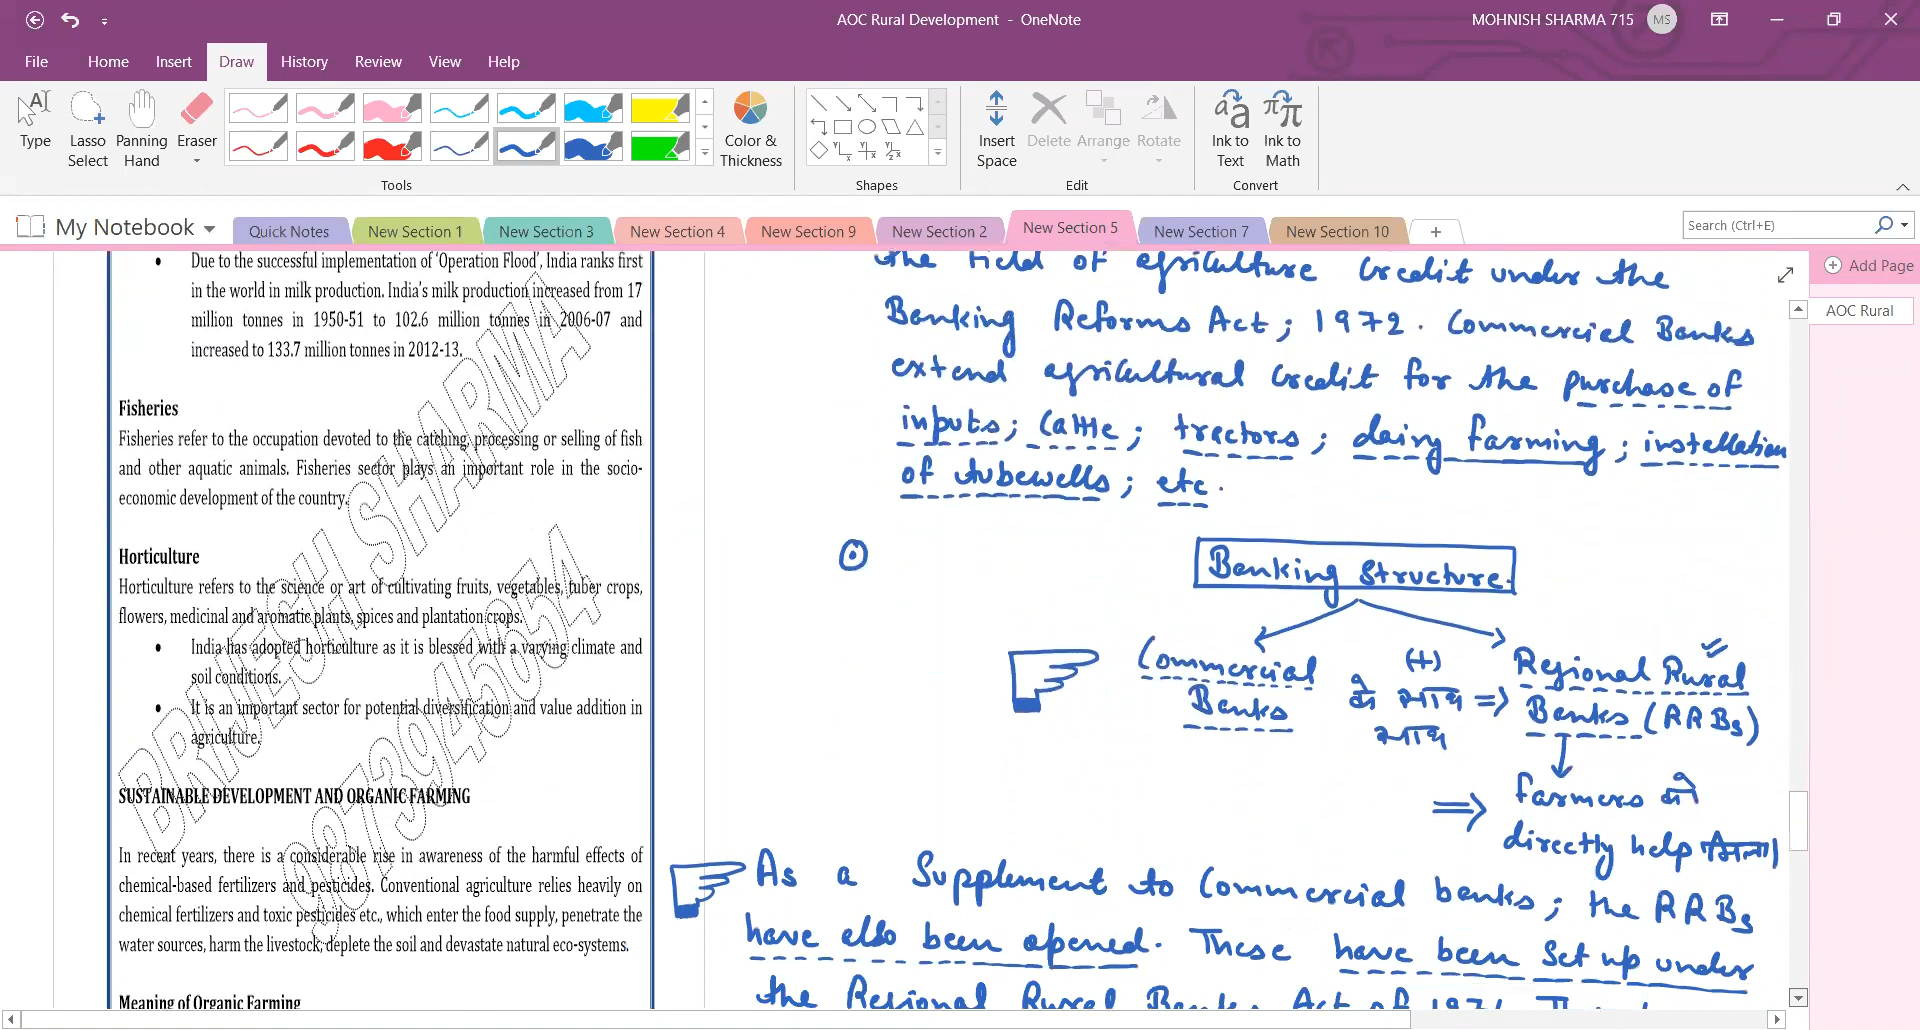 AOC Rural Development - OneNote
MOHNISH SHARMA 715
MS
File
Home
Insert
Draw
History
Review
View
Help
Type
Lasso Select
Panning Hand
Eraser
Color & Thickness
Insert Space
Delete
Arrange
Rotate
Ink to Text
Ink to Math
Tools
Shapes
Edit
Convert
My Notebook
Quick Notes
New Section 1
New Section 3
New Section 4
New Section 9
New Section 2
New Section 5
New Section 7
New Section 10
Search (Ctrl+E)
Add Page
AOC Rural
• Due to the successful implementation of 'Operation Flood', India ranks first
in the world in milk production. India's milk production increased from 17
million tonnes in 1950-51 to 102.6 million tonnes in 2006-07 and
increased to 133.7 million tonnes in 2012-13.
Fisheries
Fisheries refer to the occupation devoted to the catching, processing or selling of fish
and other aquatic animals. Fisheries sector plays an important role in the socio-
economic development of the country.
Horticulture
Horticulture refers to the science or art of cultivating fruits, vegetables, tuber crops,
flowers, medicinal and aromatic plants, spices and plantation crops.
• India has adopted horticulture as it is blessed with a varying climate and
soil conditions.
• It is an important sector for potential diversification and value addition in
agriculture.
SUSTAINABLE DEVELOPMENT AND ORGANIC FARMING
In recent years, there is a considerable rise in awareness of the harmful effects of
chemical-based fertilizers and pesticides. Conventional agriculture relies heavily on
chemical fertilizers and toxic pesticides etc., which enter the food supply, penetrate the
water sources, harm the livestock, deplete the soil and devastate natural eco-systems.
Meaning of Organic Farming
BRIJESH SHARMA
9873945654
the field of agriculture credit under the
Banking Reforms Act; 1972. Commercial Banks
extend agricultural credit for the purchase of
inputs; cattle; tractors; dairy farming; installation
of tubewells; etc.
Banking Structure.
Commercial Banks
(+)
के साथ साथ =>
Regional Rural
Banks (RRBs)
=> farmers की
directly help
As a supplement to commercial banks; the RRBs
have also been opened. These have been set up under
the Regional Rural Banks Act of